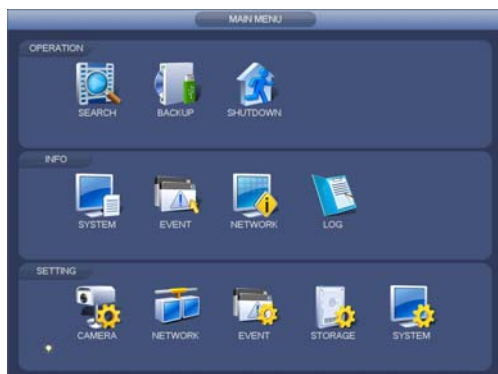 MAIN MENU
OPERATION
SEARCH BACKUP SHUTDOWN
INFO
SYSTEM EVENT NETWORK LOG
SETTING
CAMERA NETWORK EVENT STORAGE SYSTEM